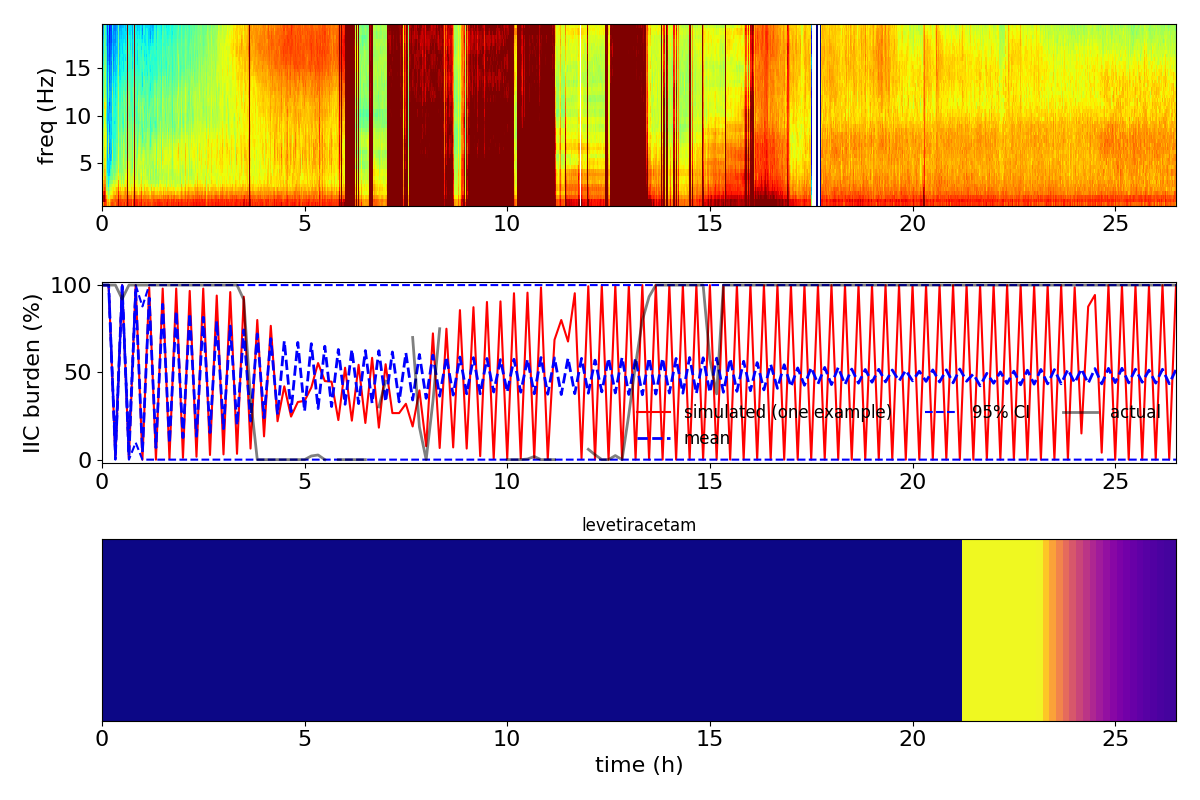 freq (Hz)
15
10
5
0 5 10 15 20 25
IIC burden (%)
100
50
0
simulated (one example) 95% CI actual
mean
0 5 10 15 20 25
levetiracetam
0 5 10 15 20 25
time (h)